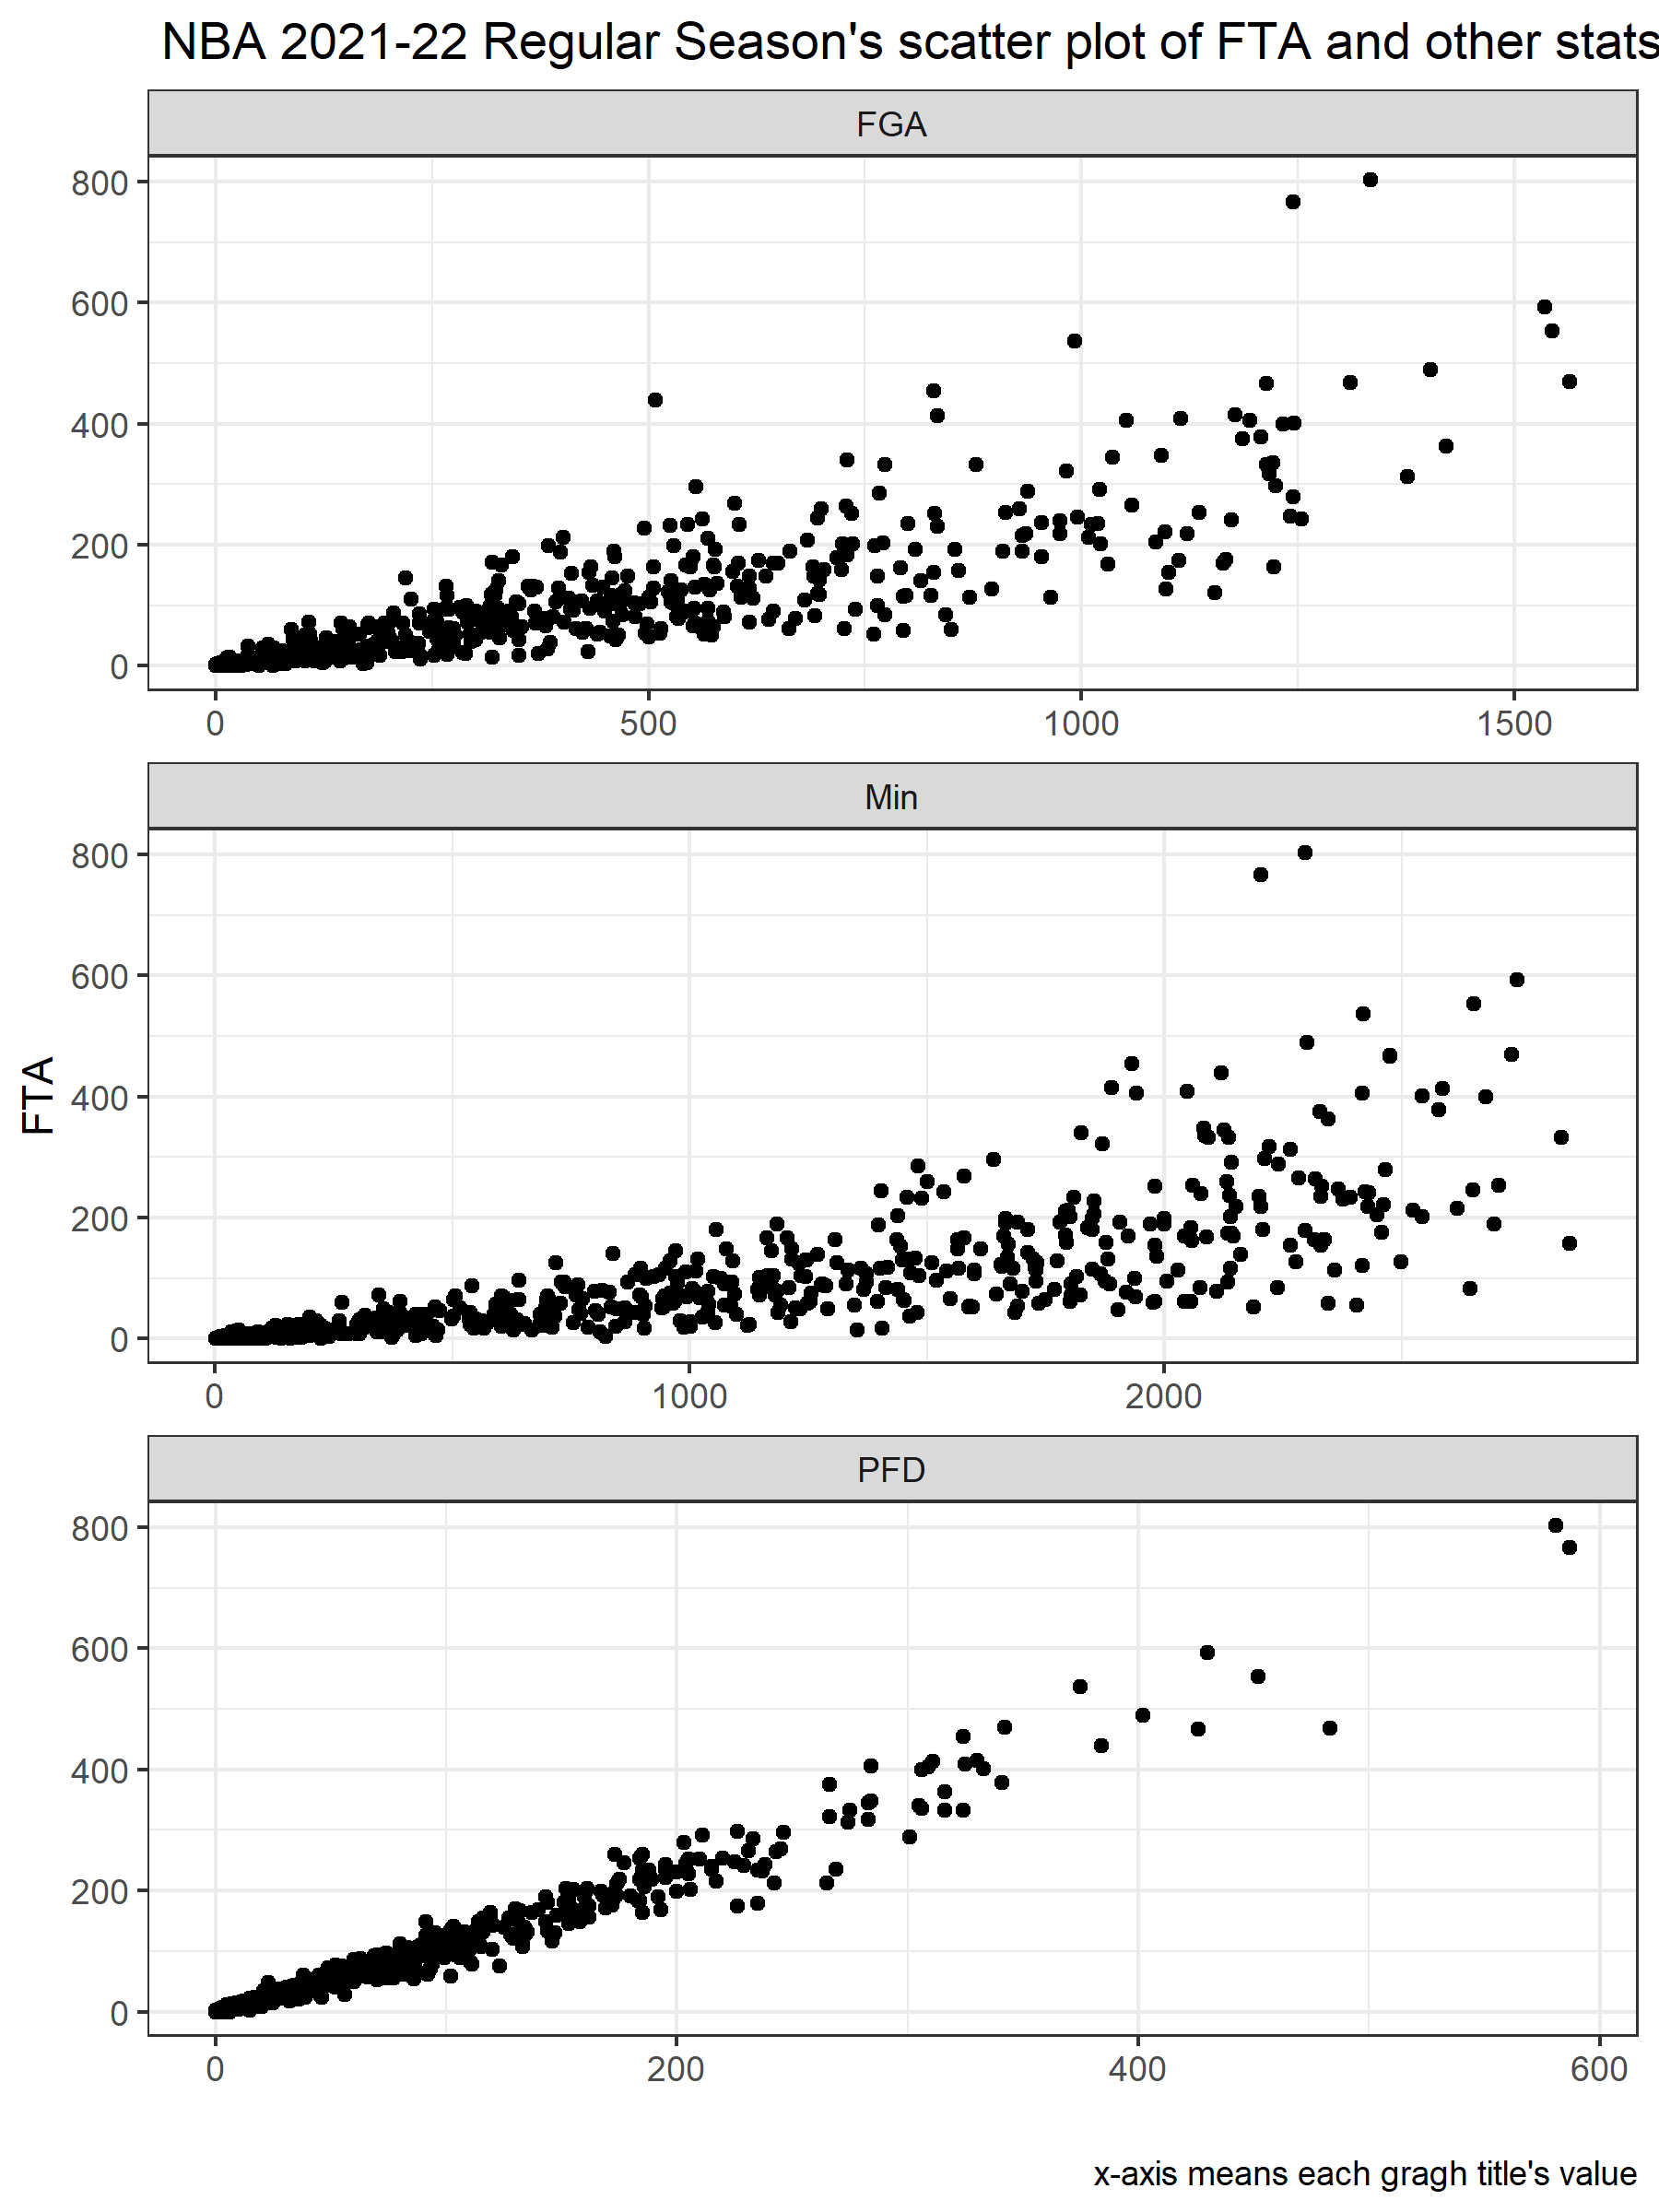 NBA 2021-22 Regular Season's scatter plot of FTA and other stats
FGA
800
600
400
200
0
0 500 1000 1500
Min
800
600
400
200
0
0 1000 2000
FTA
PFD
800
600
400
200
0
0 200 400 600
x-axis means each gragh title's value